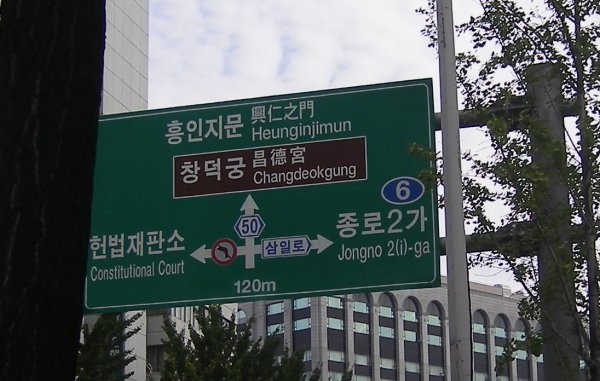 흥인지문 興仁之門
Heunginjimun
창덕궁 昌德宮
Changdeokgung
6
50
헌법재판소
Constitutional Court
삼일로
종로2가
Jongno 2(i)-ga
120m